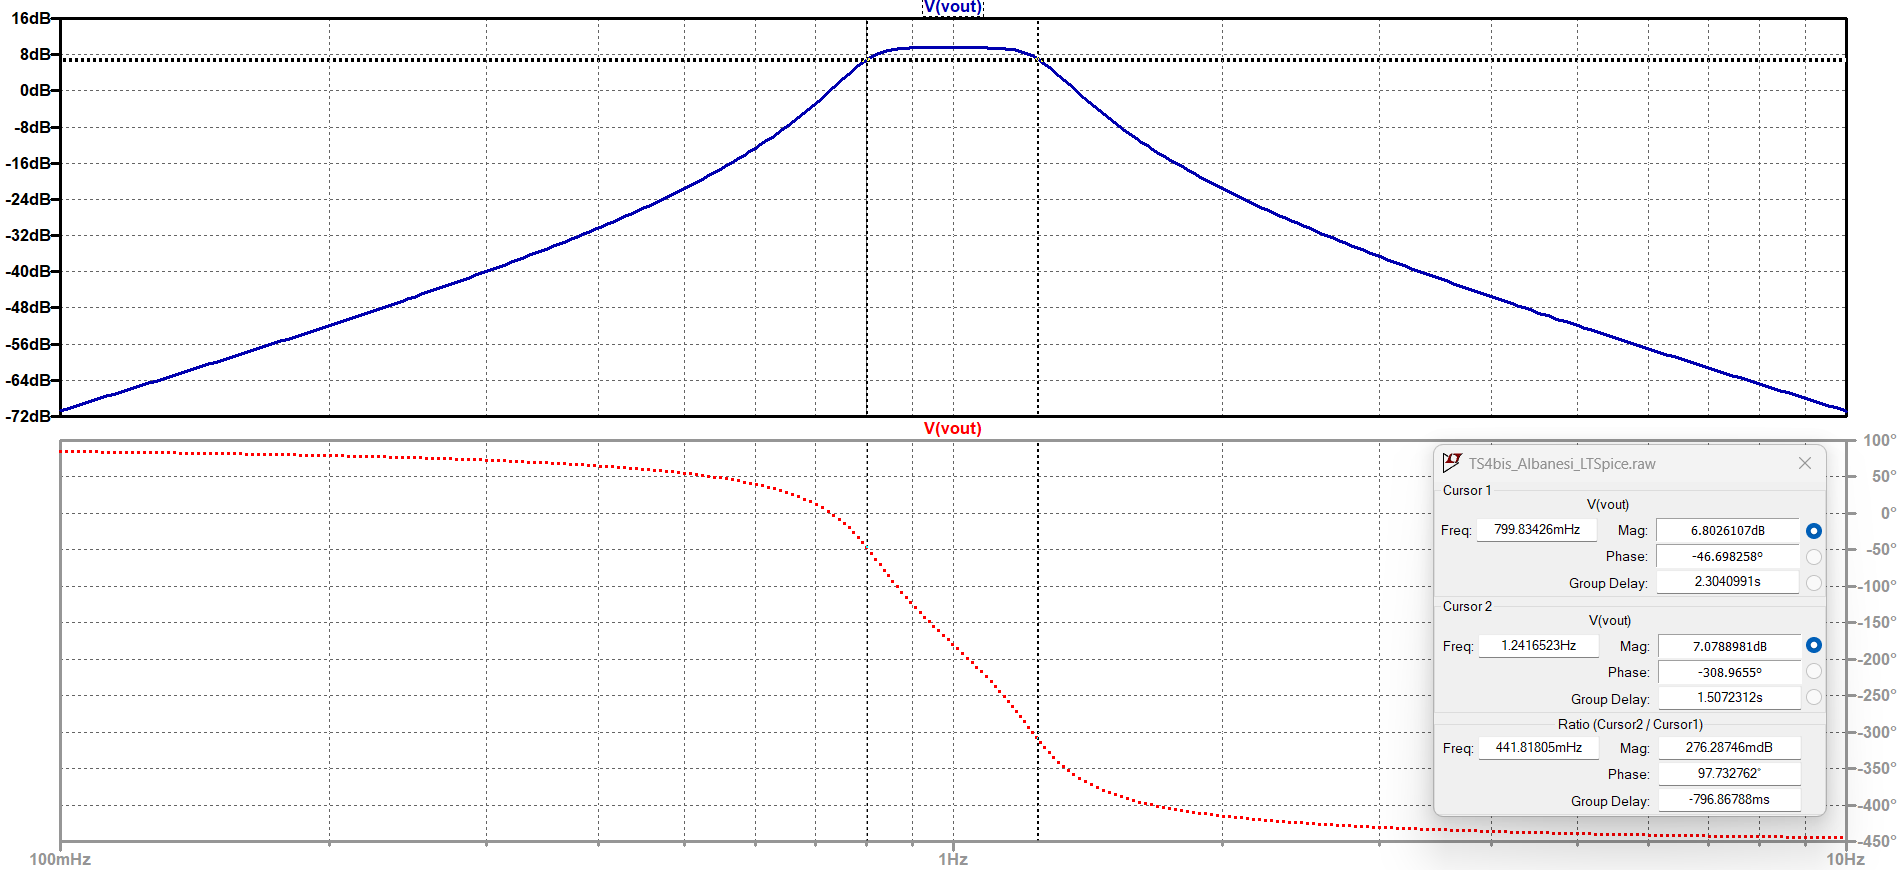 V(vout)
16dB
8dB
0dB
-8dB
-16dB
-24dB
-32dB
-40dB
-48dB
-56dB
-64dB
-72dB
V(vout)
100°
50°
0°
-50°
-100°
-150°
-200°
-250°
-300°
-350°
-400°
-450°
100mHz 1Hz 10Hz
TS4bis_Albanesi_LTSpice.raw
Cursor 1
V(vout)
Freq: 799.83426mHz Mag: 6.8026107dB
Phase: -46.698258º
Group Delay: 2.3040991s
Cursor 2
V(vout)
Freq: 1.2416523Hz Mag: 7.0788981dB
Phase: -308.9655º
Group Delay: 1.5072312s
Ratio (Cursor2 / Cursor1)
Freq: 441.81805mHz Mag: 276.28746mdB
Phase: 97.732762°
Group Delay: -796.86788ms